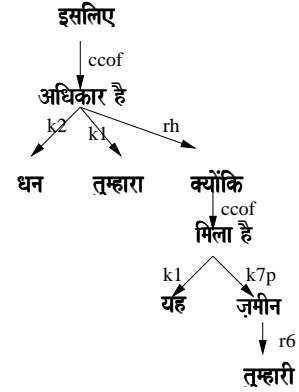 इसलिए
ccof
अधिकार है
k2 k1 rh
धन तुम्हारा क्योंकि
ccof
मिला है
k1 k7p
यह ज़मीन
r6
तुम्हारी